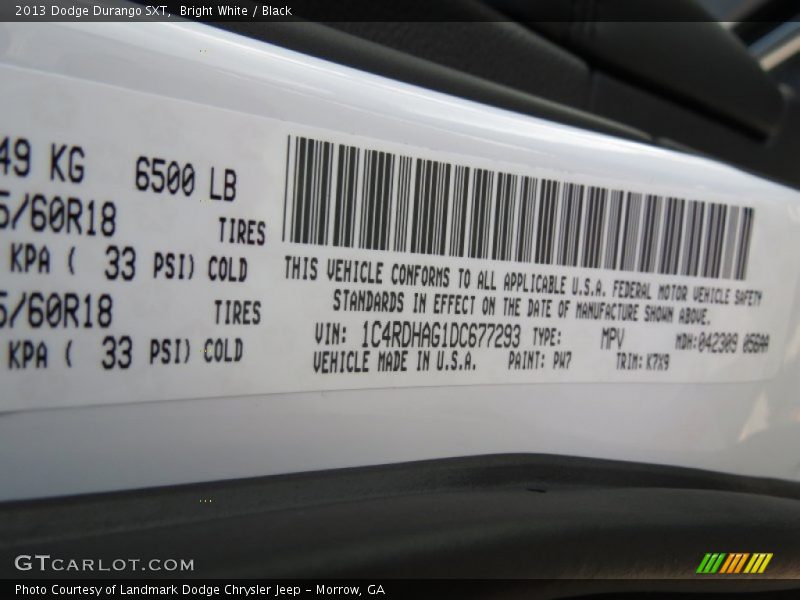 2013 Dodge Durango SXT,  Bright White / Black
49 KG 6500 LB
5/60R18 TIRES
KPA ( 33 PSI) COLD
5/60R18 TIRES
KPA ( 33 PSI) COLD
THIS VEHICLE CONFORMS TO ALL APPLICABLE U.S.A. FEDERAL MOTOR VEHICLE SAFETY
STANDARDS IN EFFECT ON THE DATE OF MANUFACTURE SHOWN ABOVE.
VIN: 1C4RDHAG1DC677293 TYPE: MPV MDH: 042309 056AA
VEHICLE MADE IN U.S.A. PAINT: PW7 TRIM: K7X9
GTCARLOT.COM
Photo Courtesy of Landmark Dodge Chrysler Jeep - Morrow, GA